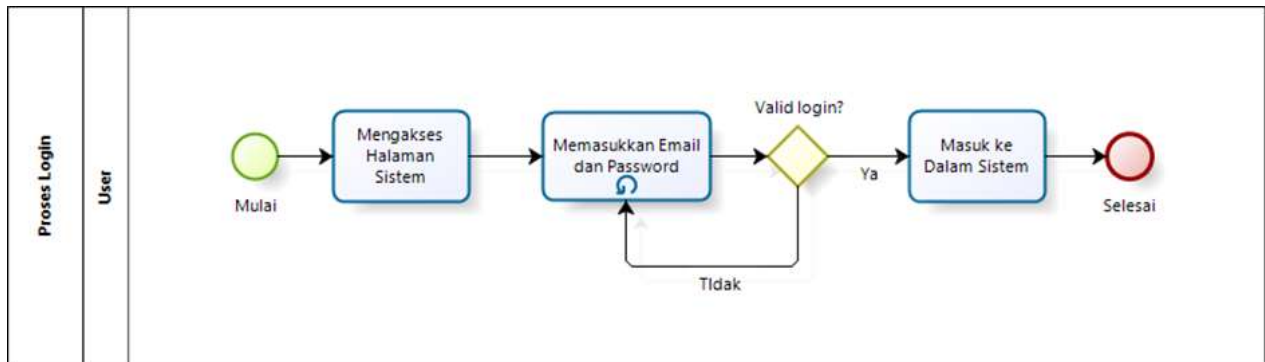 Proses Login
User
Mulai
Mengakses
Halaman
Sistem
Memasukkan Email
dan Password
Valid login?
Ya
TIdak
Masuk ke
Dalam Sistem
Selesai